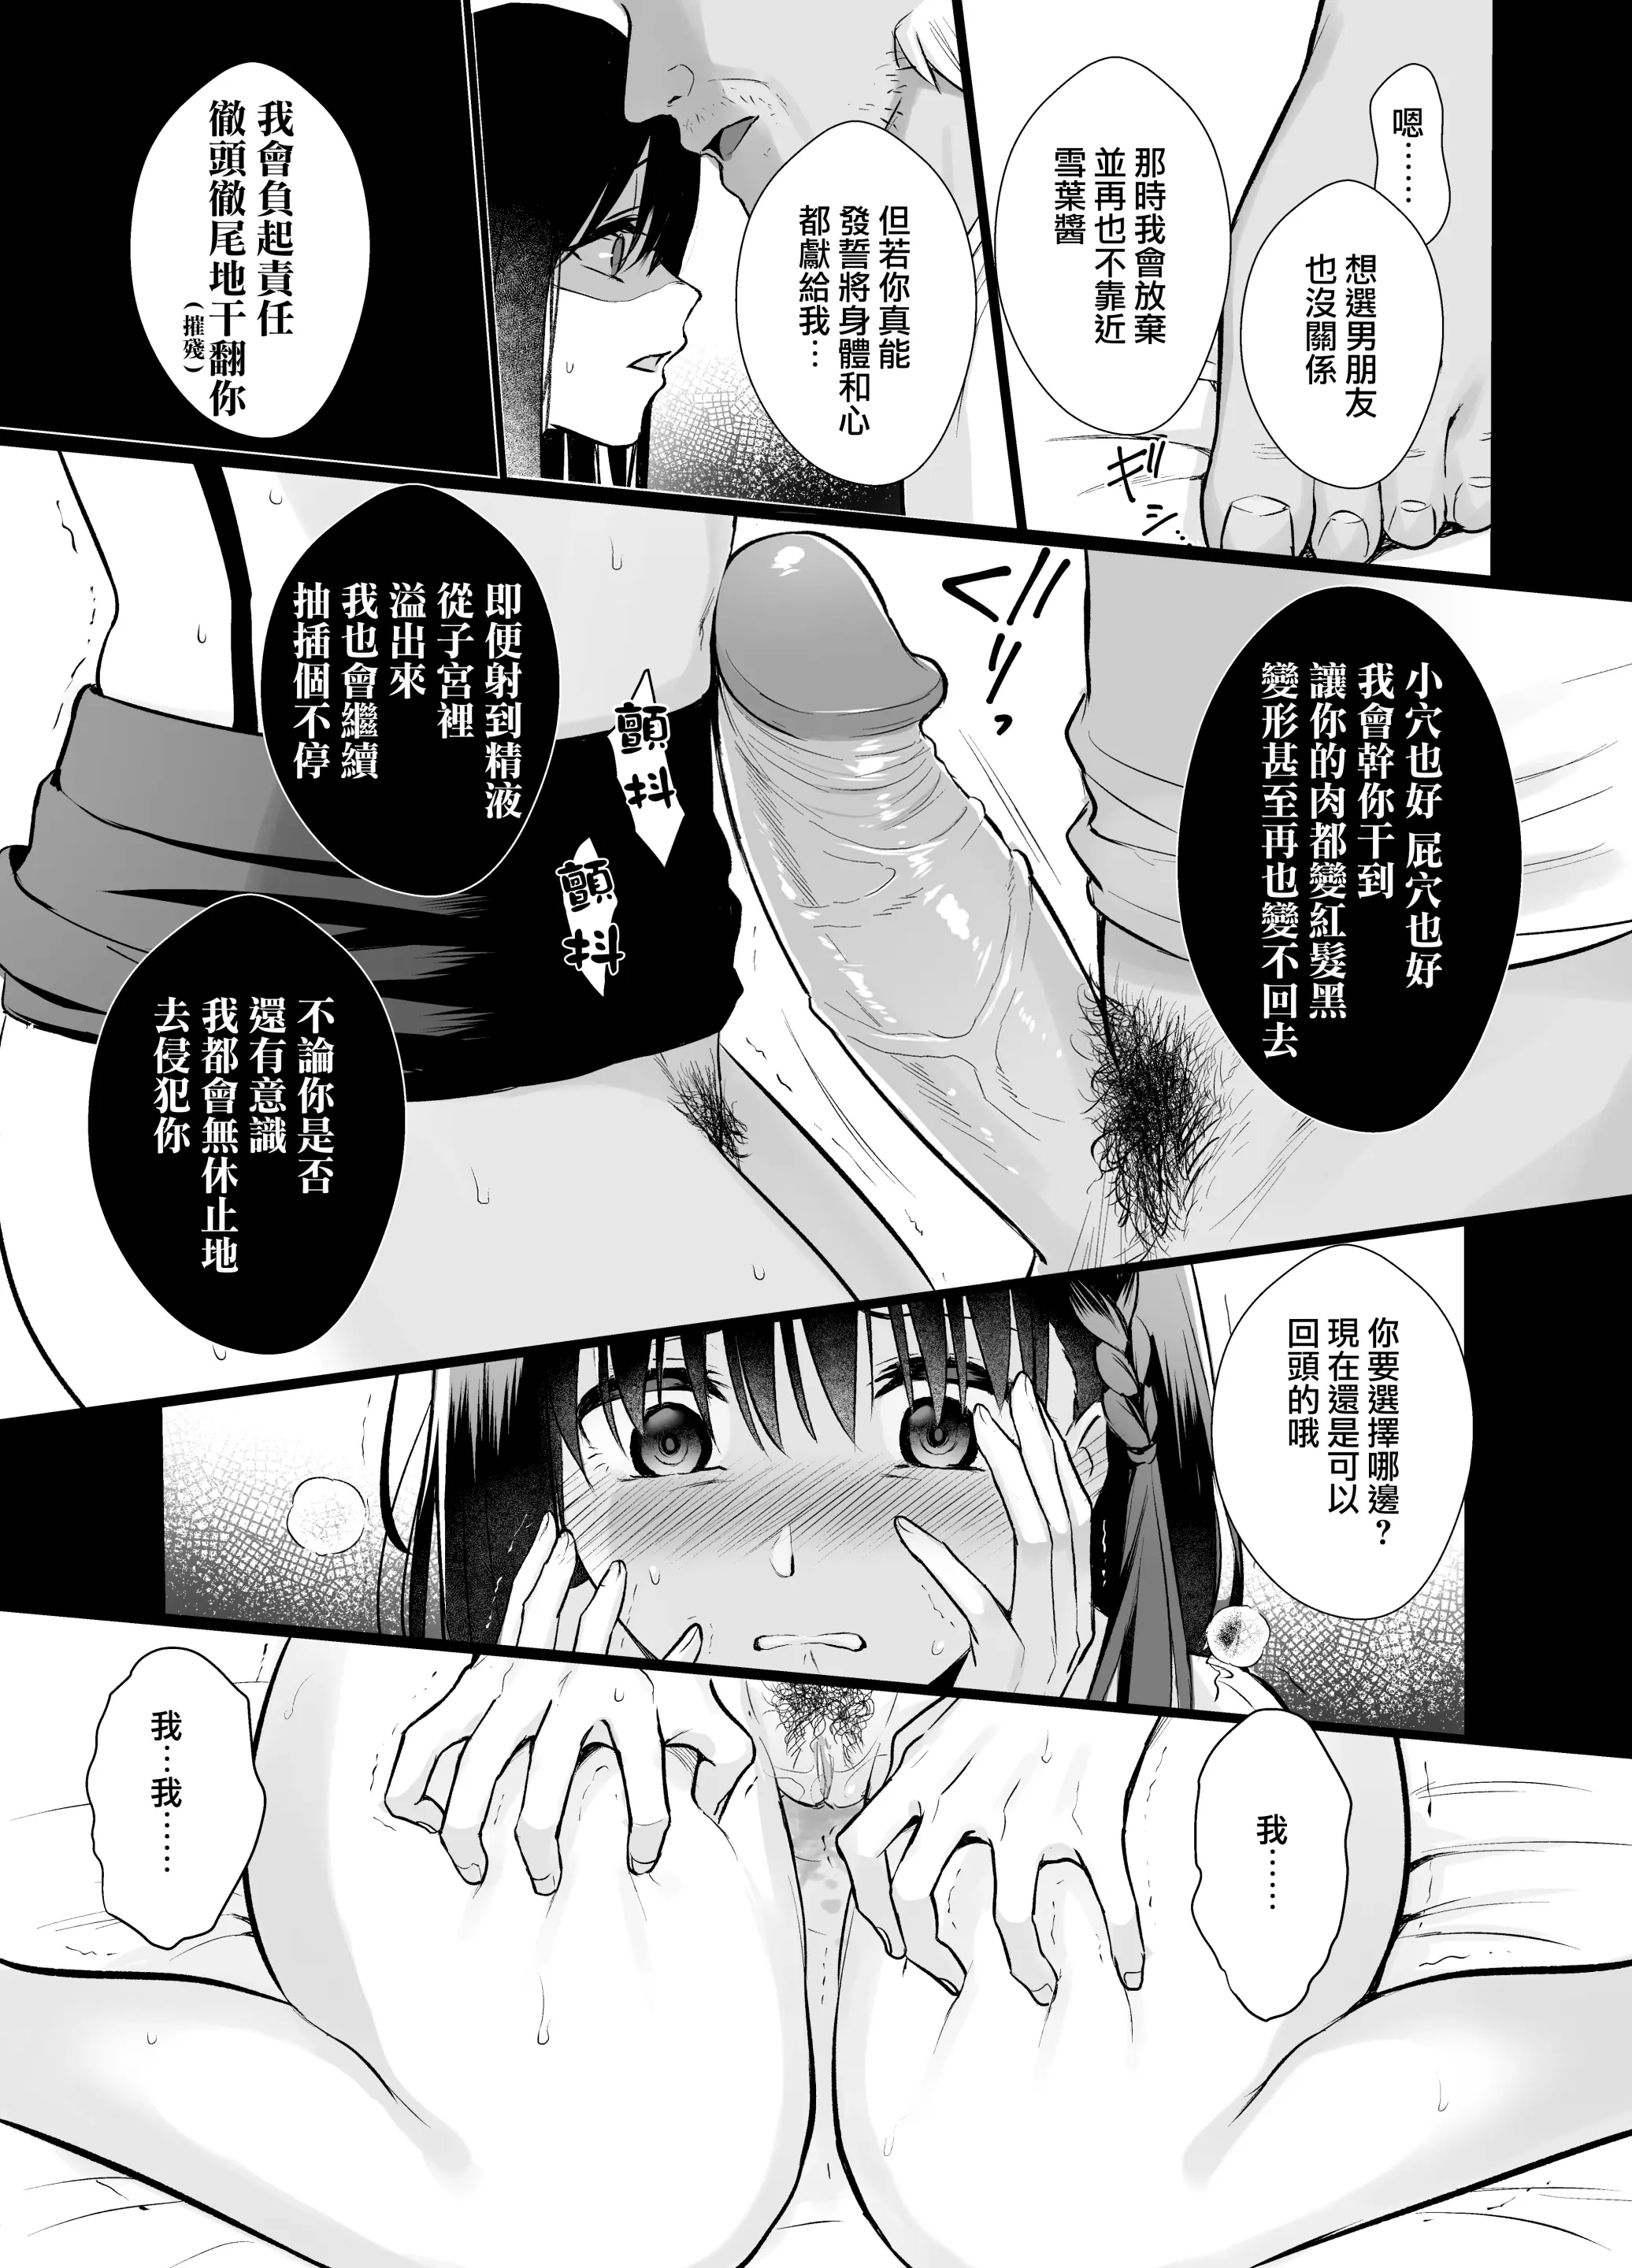 嗯……
想選男朋友
也沒關係
那時我會放棄
並再也不靠近
雪葉醬
ギリ
シ…
但若你真能
發誓將身體和心
都獻給我…
我會負起責任
徹頭徹尾地干翻你
(摧殘)
小穴也好 屁穴也好
我會幹你干到
讓你的肉都變紅髮黑
變形甚至再也變不回去
即便射到精液
從子宮裡
溢出來
我也會繼續
抽插個不停
顫抖
顫抖
不論你是否
還有意識
我都會無休止地
去侵犯你
你要選擇哪邊?
現在還是可以
回頭的哦
我……
我…我……